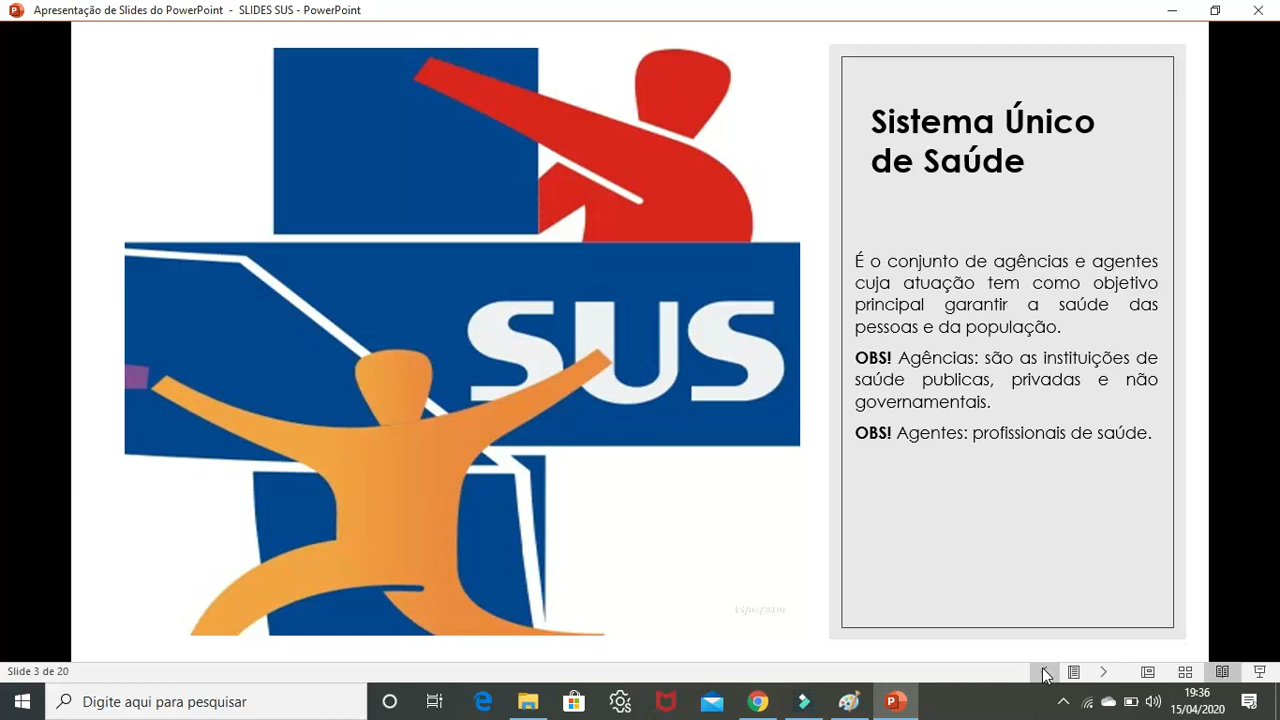 Apresentação de Slides do PowerPoint - SLIDES SUS - PowerPoint
SUS
Sistema Único
de Saúde
É o conjunto de agências e agentes
cuja atuação tem como objetivo
principal garantir a saúde das
pessoas e da população.
OBS! Agências: são as instituições de
saúde publicas, privadas e não
governamentais.
OBS! Agentes: profissionais de saúde.
Slide 3 de 20
Digite aqui para pesquisar
19:36
15/04/2020